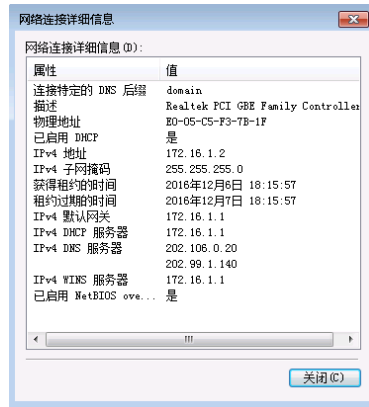 网络连接详细信息
网络连接详细信息(D):
属性 值
连接特定的 DNS 后缀 domain
描述 Realtek PCI GBE Family Controller
物理地址 E0-05-C5-F3-7B-1F
已启用 DHCP 是
IPv4 地址 172.16.1.2
IPv4 子网掩码 255.255.255.0
获得租约的时间 2016年12月6日 18:15:57
租约过期的时间 2016年12月7日 18:15:57
IPv4 默认网关 172.16.1.1
IPv4 DHCP 服务器 172.16.1.1
IPv4 DNS 服务器 202.106.0.20
202.99.1.140
IPv4 WINS 服务器 172.16.1.1
已启用 NetBIOS ove... 是
关闭(C)